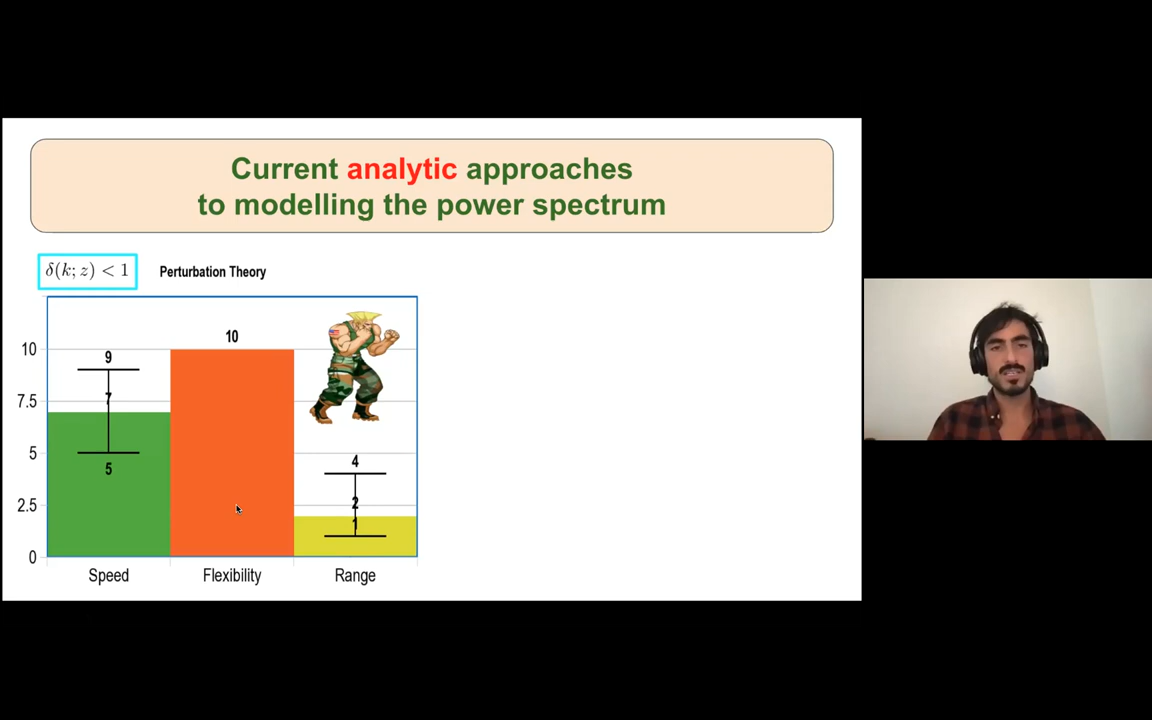 Current analytic approaches
to modelling the power spectrum
δ(k; z) < 1
Perturbation Theory
10
7.5
5
2.5
0
9
7
5
10
4
2
1
Speed
Flexibility
Range